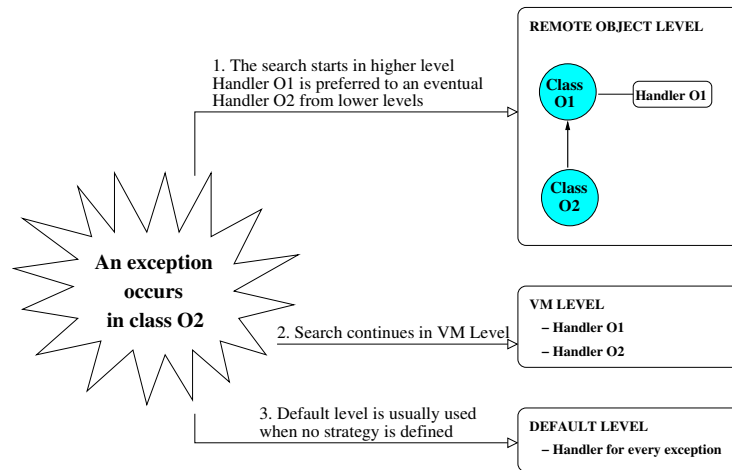 REMOTE OBJECT LEVEL
1. The search starts in higher level
Handler O1 is preferred to an eventual
Handler O2 from lower levels
Class
O1
Handler O1
Class
O2
An exception
occurs
in class O2
2. Search continues in VM Level
VM LEVEL
– Handler O1
– Handler O2
3. Default level is usually used
when no strategy is defined
DEFAULT LEVEL
– Handler for every exception